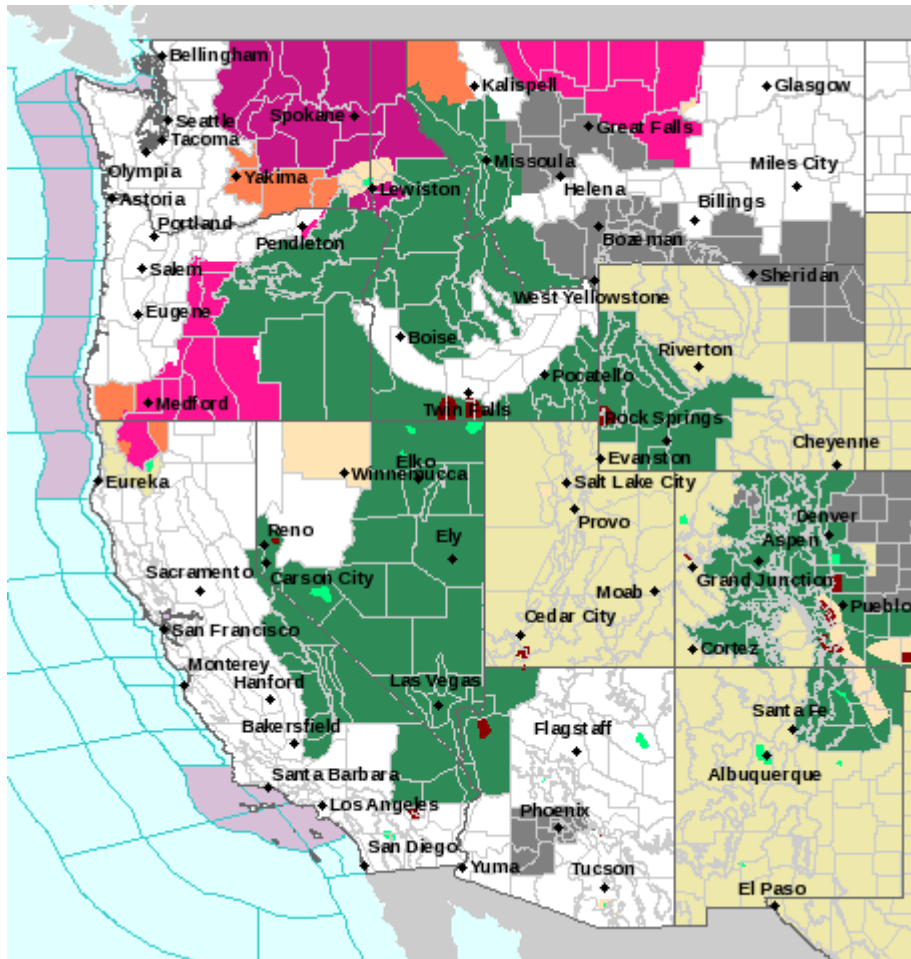 Bellingham
Kalispell
Glasgow
Seattle
Spokane
Great Falls
Tacoma
Olympia
Missoula
Miles City
Yakima
Lewiston
Helena
Astoria
Billings
Portland
Pendleton
Bozeman
Salem
Sheridan
West Yellowstone
Eugene
Boise
Riverton
Pocatello
Medford
Twin Falls
Rock Springs
Cheyenne
Elko
Evanston
Winnemucca
Eureka
Salt Lake City
Provo
Denver
Reno
Ely
Aspen
Sacramento
Carson City
Moab
Grand Junction
Pueblo
Cedar City
San Francisco
Cortez
Monterey
Hanford
Las Vegas
Bakersfield
Flagstaff
Santa Fe
Santa Barbara
Albuquerque
Los Angeles
Phoenix
San Diego
Yuma
Tucson
El Paso